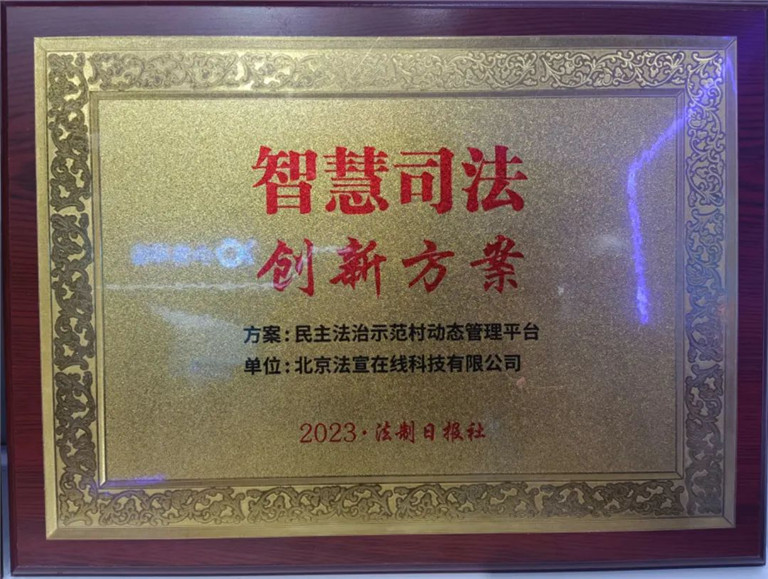 智慧司法
创新方案
方案:民主法治示范村动态管理平台
单位:北京法宣在线科技有限公司
2023·法制日报社